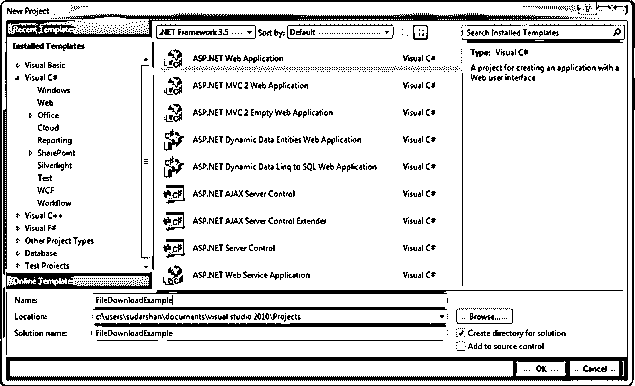 New Project
Recent Templates
.NET Framework 3.5
Sort by:
Default
Search Installed Templates
Installed Templates
Visual Basic
Visual C#
Windows
Web
Office
Cloud
Reporting
SharePoint
Silverlight
Test
WCF
Workflow
Visual C++
Visual F#
Other Project Types
Database
Test Projects
Online Templates
ASP.NET Web Application Visual C#
ASP.NET MVC 2 Web Application Visual C#
ASP.NET MVC 2 Empty Web Application Visual C#
ASP.NET Dynamic Data Entities Web Application Visual C#
ASP.NET Dynamic Data Linq to SQL Web Application Visual C#
ASP.NET AJAX Server Control Visual C#
ASP.NET AJAX Server Control Extender Visual C#
ASP.NET Server Control Visual C#
ASP.NET Web Service Application Visual C#
Type: Visual C#
A project for creating an application with a
Web user interface
Name: FileDownloadExample
Location: c:\users\sudarshan\documents\visual studio 2010\Projects
Browse...
Solution name: FileDownloadExample
Create directory for solution
Add to source control
OK
Cancel